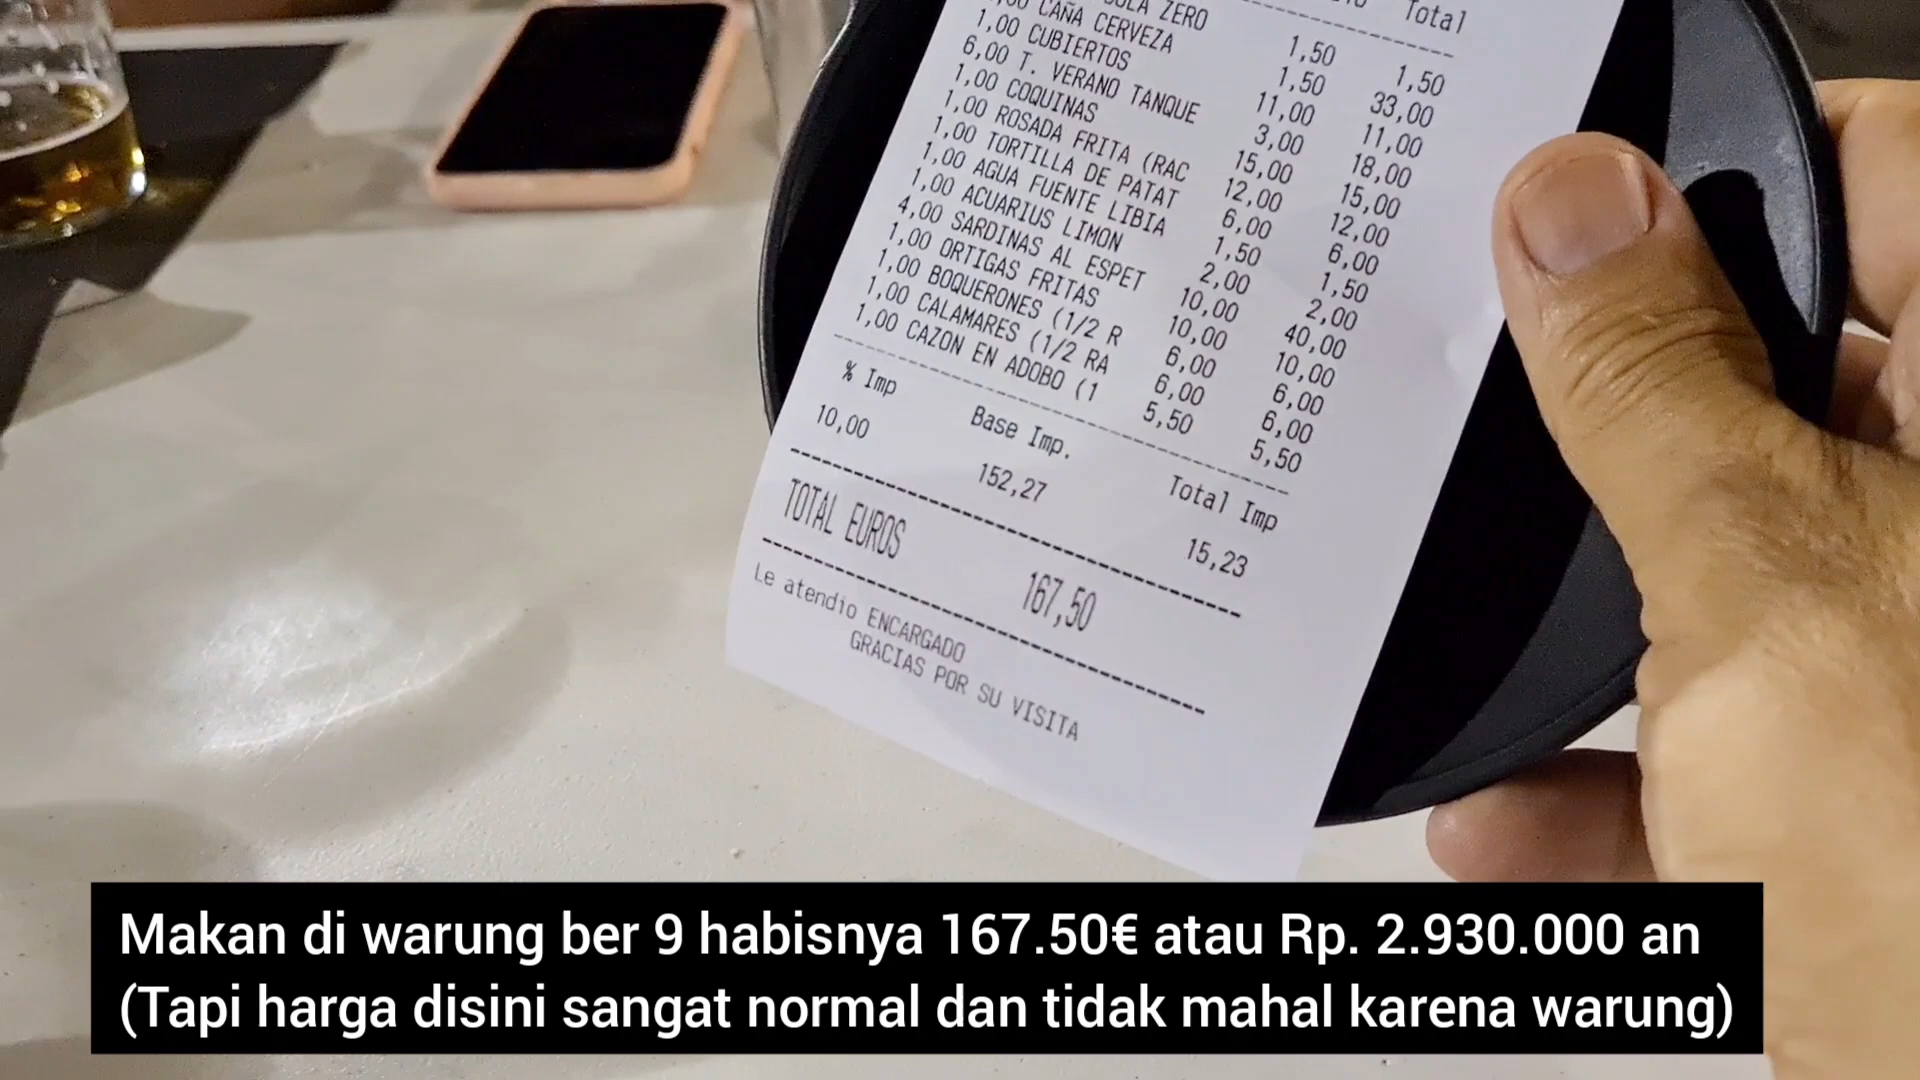 Total
ZERO 1,50 1,50
CAÑA CERVEZA 1,50 33,00
1,00 CUBIERTOS 11,00 11,00
6,00 T. VERANO TANQUE 3,00 18,00
1,00 COQUINAS 15,00 15,00
1,00 ROSADA FRITA (RAC 12,00 12,00
1,00 TORTILLA DE PATAT 6,00 6,00
1,00 AGUA FUENTE LIBIA 1,50 1,50
1,00 ACUARIUS LIMON 2,00 2,00
4,00 SARDINAS AL ESPET 10,00 40,00
1,00 ORTIGAS FRITAS 10,00 10,00
1,00 BOQUERONES (1/2 R 6,00 6,00
1,00 CALAMARES (1/2 RA 6,00 6,00
1,00 CAZON EN ADOBO (1 5,50 5,50
% Imp Base Imp. Total Imp
10,00 152,27 15,23
TOTAL EUROS 167,50
Le atendio ENCARGADO
GRACIAS POR SU VISITA
Makan di warung ber 9 habisnya 167.50€ atau Rp. 2.930.000 an
(Tapi harga disini sangat normal dan tidak mahal karena warung)